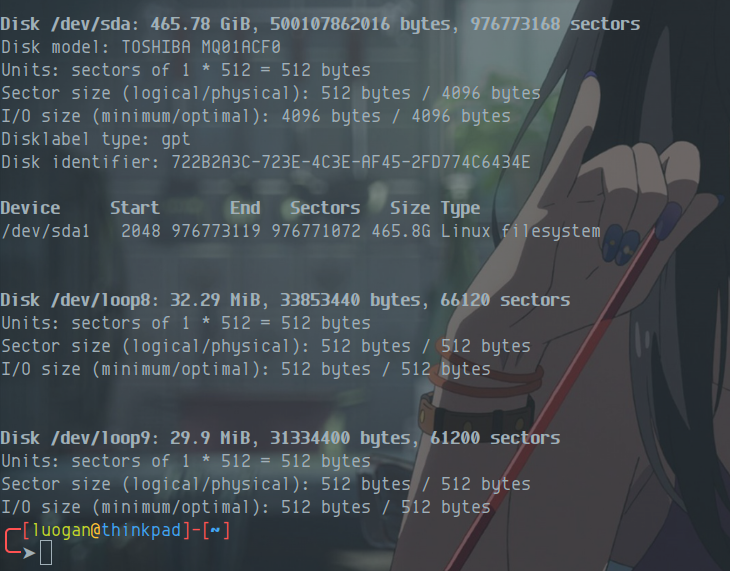 Disk /dev/sda: 465.78 GiB, 500107862016 bytes, 976773168 sectors
Disk model: TOSHIBA MQ01ACF0
Units: sectors of 1 * 512 = 512 bytes
Sector size (logical/physical): 512 bytes / 4096 bytes
I/O size (minimum/optimal): 4096 bytes / 4096 bytes
Disklabel type: gpt
Disk identifier: 722B2A3C-723E-4C3E-AF45-2FD774C6434E
Device Start End Sectors Size Type
/dev/sda1 2048 976773119 976771072 465.8G Linux filesystem
Disk /dev/loop8: 32.29 MiB, 33853440 bytes, 66120 sectors
Units: sectors of 1 * 512 = 512 bytes
Sector size (logical/physical): 512 bytes / 512 bytes
I/O size (minimum/optimal): 512 bytes / 512 bytes
Disk /dev/loop9: 29.9 MiB, 31334400 bytes, 61200 sectors
Units: sectors of 1 * 512 = 512 bytes
Sector size (logical/physical): 512 bytes / 512 bytes
I/O size (minimum/optimal): 512 bytes / 512 bytes
╭─[luogan@thinkpad]-[~]
╰─➤